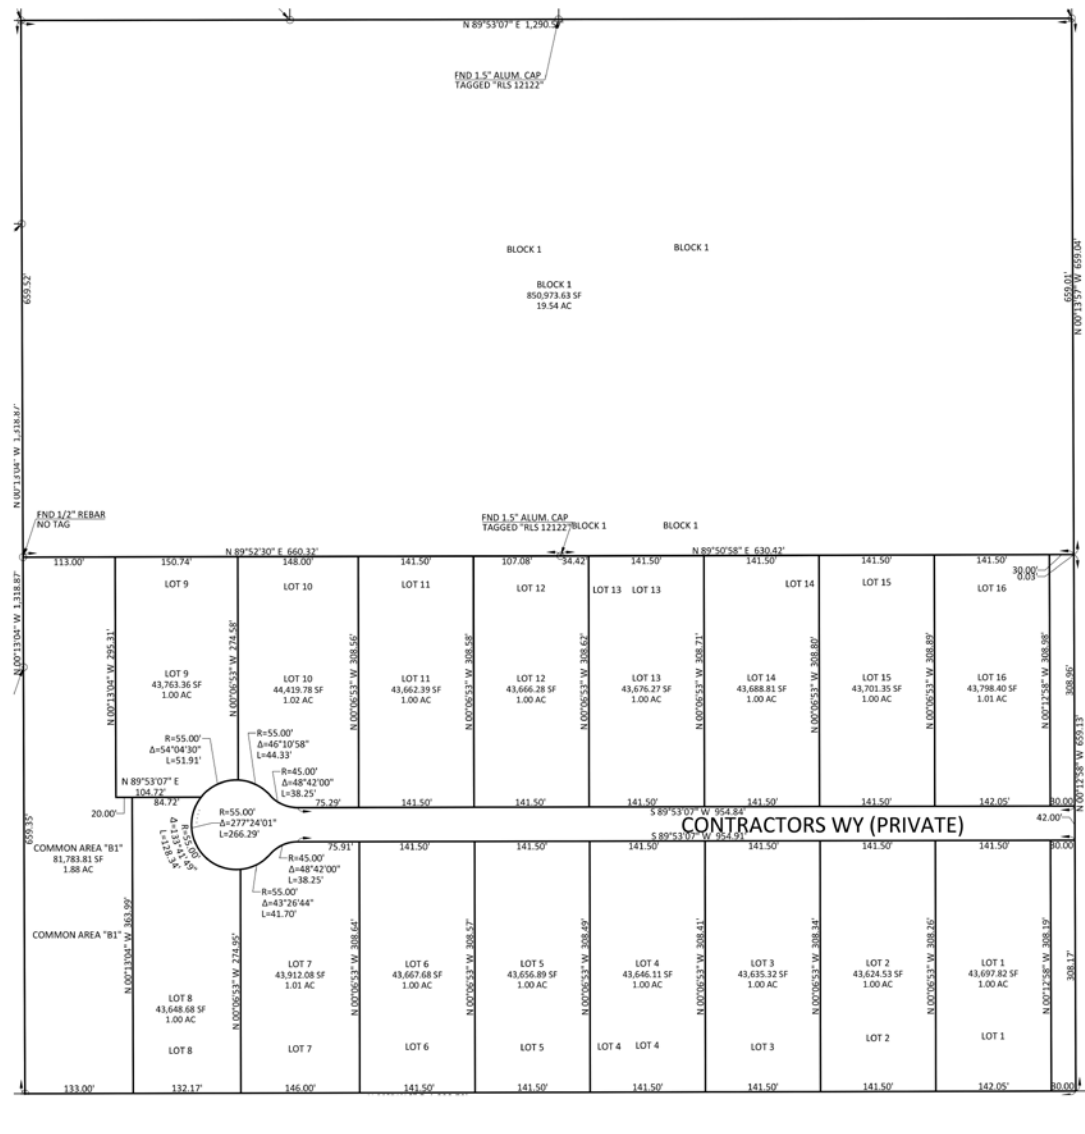 N 89°53'07" E 1,290.5
FND 1.5" ALUM. CAP
TAGGED "RLS 12122"
BLOCK 1
BLOCK 1
BLOCK 1
850,973.63 SF
19.54 AC
659.52'
659.01'
N 00°13'57" W 659.04'
N 00°13'04" W 1,318.87'
FND 1/2" REBAR
NO TAG
FND 1.5" ALUM. CAP
TAGGED "RLS 12122"
BLOCK 1
BLOCK 1
N 89°52'30" E 660.32'
N 89°50'58" E 630.42'
113.00'
150.74'
148.00'
141.50'
107.08'
34.42'
141.50'
141.50'
141.50'
141.50'
30.00'
0.03'
LOT 9
LOT 10
LOT 11
LOT 12
LOT 13
LOT 13
LOT 14
LOT 15
LOT 16
N 00°13'04" W 1,318.87'
N 00°13'04" W 295.31'
N 00°06'53" W 274.58'
N 00°06'53" W 308.56'
N 00°06'53" W 308.58'
N 00°06'53" W 308.62'
N 00°06'53" W 308.71'
N 00°06'53" W 308.80'
N 00°06'53" W 308.89'
N 00°12'58" W 308.98'
308.96'
N 00°12'58" W 659.13'
LOT 9
43,763.36 SF
1.00 AC
LOT 10
44,419.78 SF
1.02 AC
LOT 11
43,662.39 SF
1.00 AC
LOT 12
43,666.28 SF
1.00 AC
LOT 13
43,676.27 SF
1.00 AC
LOT 14
43,688.81 SF
1.00 AC
LOT 15
43,701.35 SF
1.00 AC
LOT 16
43,798.40 SF
1.01 AC
R=55.00'
Δ=54°04'30"
L=51.91'
R=55.00'
Δ=46°10'58"
L=44.33'
R=45.00'
Δ=48°42'00"
L=38.25'
N 89°53'07" E
104.72'
84.72'
20.00'
75.29'
141.50'
141.50'
141.50'
141.50'
141.50'
142.05'
30.00'
R=55.00'
Δ=277°24'01"
L=266.29'
R=55.00'
Δ=133°41'49"
L=128.34'
S 89°53'07" W 954.84'
CONTRACTORS WY (PRIVATE)
S 89°53'07" W 954.91'
42.00'
659.35'
COMMON AREA "B1"
81,783.81 SF
1.88 AC
75.91'
141.50'
141.50'
141.50'
141.50'
141.50'
142.05'
30.00'
R=45.00'
Δ=48°42'00"
L=38.25'
R=55.00'
Δ=43°26'44"
L=41.70'
COMMON AREA "B1"
N 00°13'04" W 363.99'
N 00°06'53" W 274.95'
N 00°06'53" W 308.64'
N 00°06'53" W 308.57'
N 00°06'53" W 308.49'
N 00°06'53" W 308.41'
N 00°06'53" W 308.34'
N 00°06'53" W 308.26'
N 00°12'58" W 308.19'
308.17'
LOT 8
43,648.68 SF
1.00 AC
LOT 7
43,912.08 SF
1.01 AC
LOT 6
43,667.68 SF
1.00 AC
LOT 5
43,656.89 SF
1.00 AC
LOT 4
43,646.11 SF
1.00 AC
LOT 3
43,635.32 SF
1.00 AC
LOT 2
43,624.53 SF
1.00 AC
LOT 1
43,697.82 SF
1.00 AC
LOT 8
LOT 7
LOT 6
LOT 5
LOT 4
LOT 4
LOT 3
LOT 2
LOT 1
133.00'
132.17'
146.00'
141.50'
141.50'
141.50'
141.50'
141.50'
142.05'
30.00'